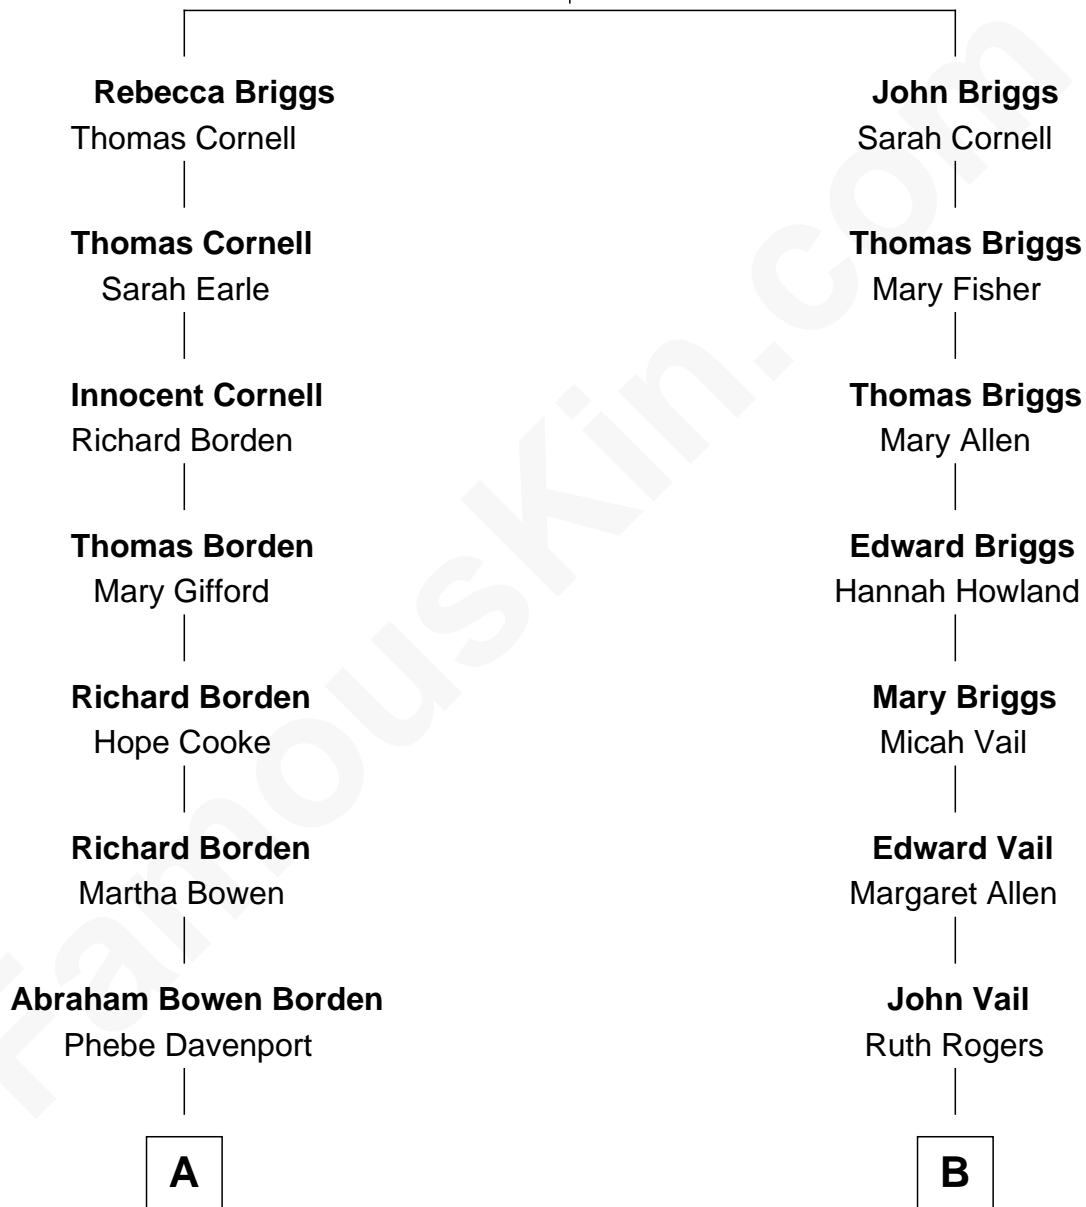 Rebecca Briggs
Thomas Cornell
John Briggs
Sarah Cornell
Thomas Cornell
Sarah Earle
Thomas Briggs
Mary Fisher
Innocent Cornell
Richard Borden
Thomas Briggs
Mary Allen
Thomas Borden
Mary Gifford
Edward Briggs
Hannah Howland
Richard Borden
Hope Cooke
Mary Briggs
Micah Vail
Richard Borden
Martha Bowen
Edward Vail
Margaret Allen
Abraham Bowen Borden
Phebe Davenport
John Vail
Ruth Rogers
A
B
FamousKin.com